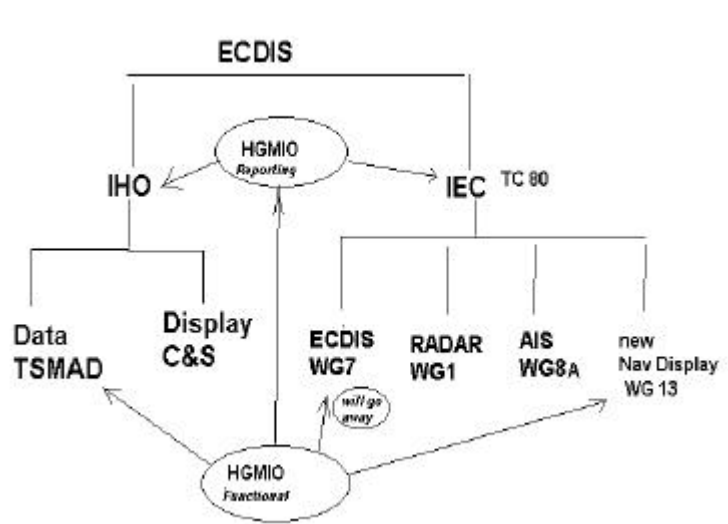 ECDIS
HGMIO
Reporting
IHO
IEC TC 80
Data
TSMAD
Display
C&S
ECDIS
WG7
RADAR
WG1
AIS
WG8A
new
Nav Display
WG 13
will go
away
HGMIO
Functional